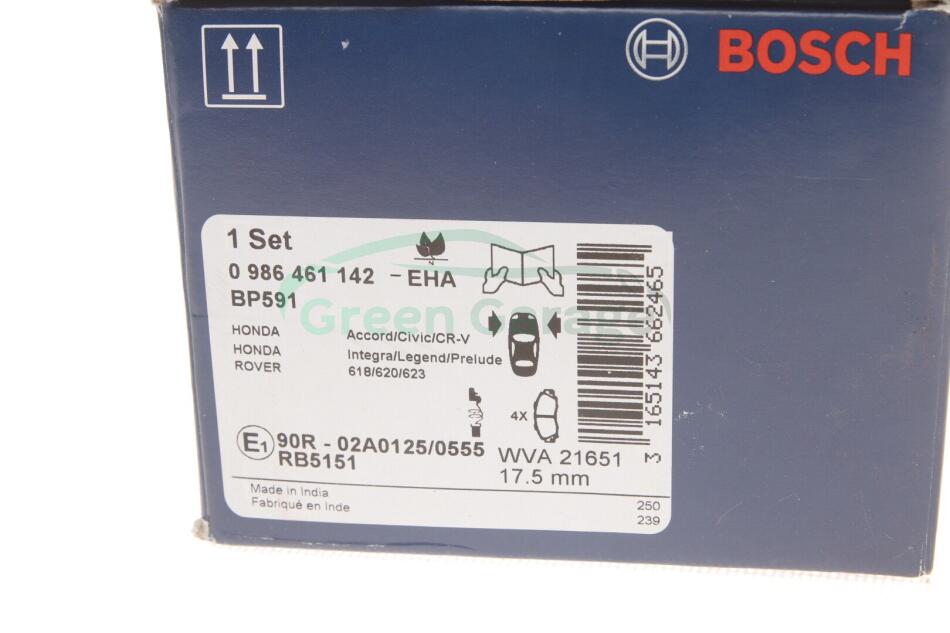 BOSCH
1 Set
0 986 461 142 - EHA
BP591
Green Garage
HONDA Accord/Civic/CR-V
HONDA Integra/Legend/Prelude
ROVER 618/620/623
4X
E1 90R - 02A0125/0555
RB5151
WVA 21651
17.5 mm
3 165143 662465
Made in India
Fabriqué en Inde
250
239